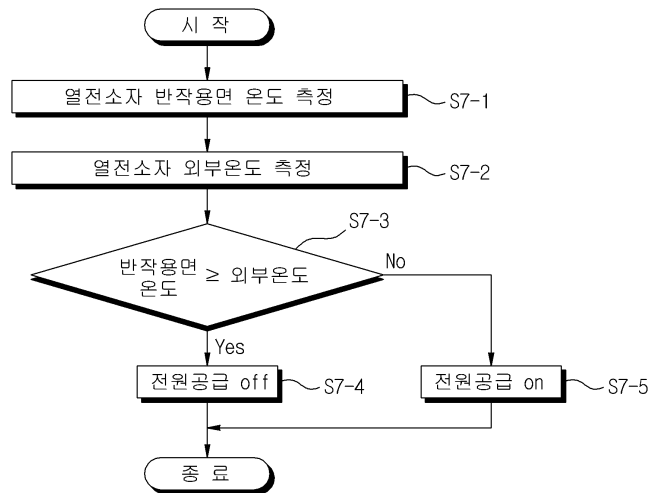 시 작
열전소자 반작용면 온도 측정
S7-1
열전소자 외부온도 측정
S7-2
S7-3
반작용면
온도
≥ 외부온도
No
Yes
전원공급 off
S7-4
전원공급 on
S7-5
종 료